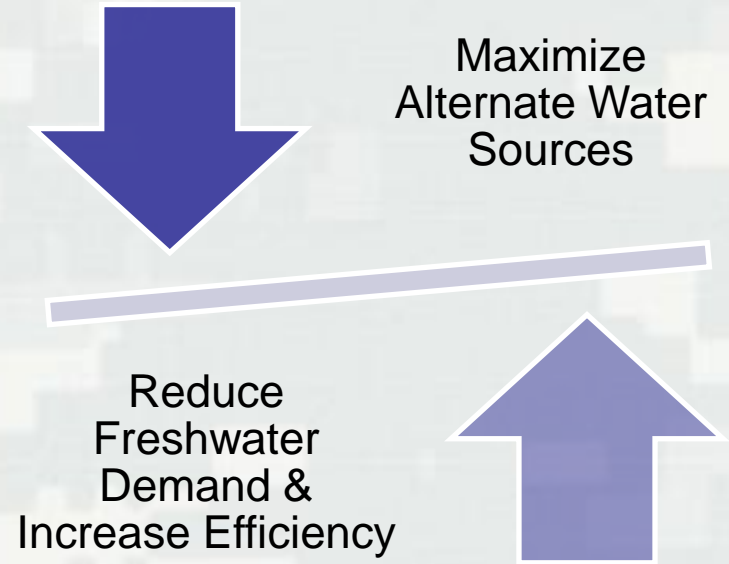 Maximize
Alternate Water
Sources
Reduce
Freshwater
Demand &
Increase Efficiency